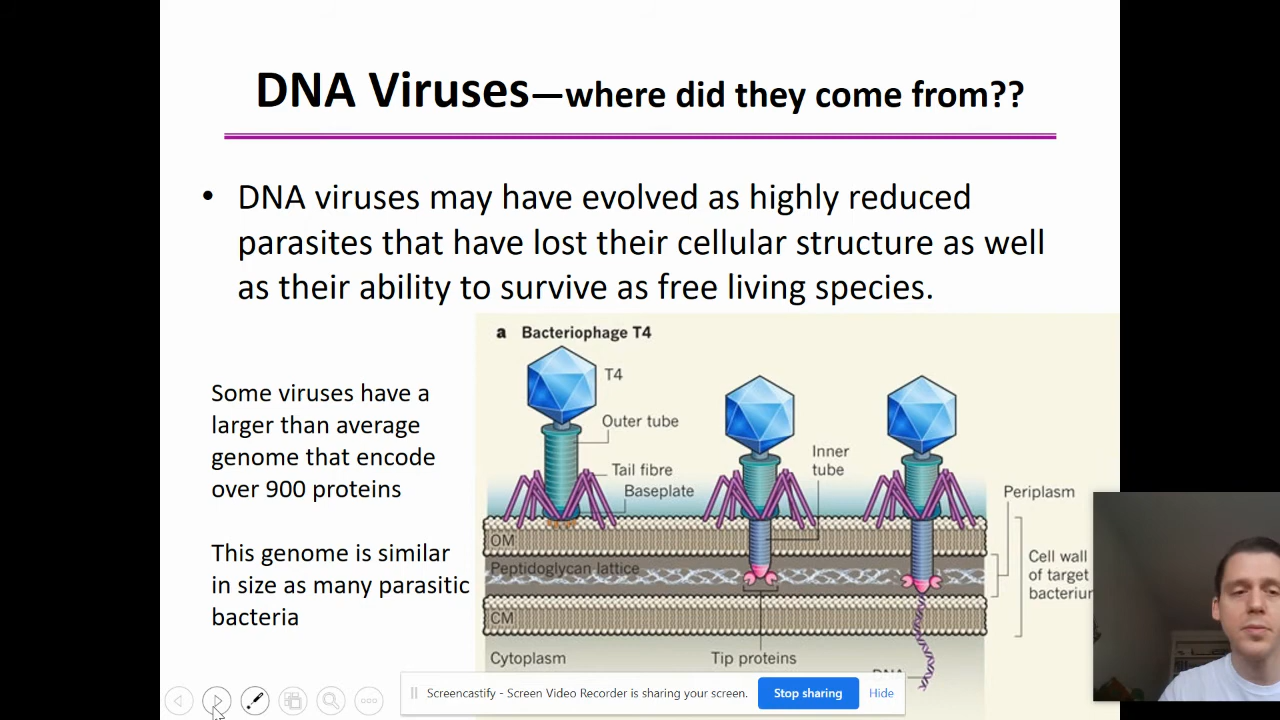 DNA Viruses—where did they come from??
• DNA viruses may have evolved as highly reduced
parasites that have lost their cellular structure as well
as their ability to survive as free living species.
Some viruses have a
larger than average
genome that encode
over 900 proteins
This genome is similar
in size as many parasitic
bacteria
a Bacteriophage T4
T4
Outer tube
Tail fibre
Baseplate
Inner
tube
Periplasm
OM
Peptidoglycan lattice
CM
Cell wall
of target
Cytoplasm
Tip proteins
Screencastify - Screen Video Recorder is sharing your screen.
Stop sharing
Hide